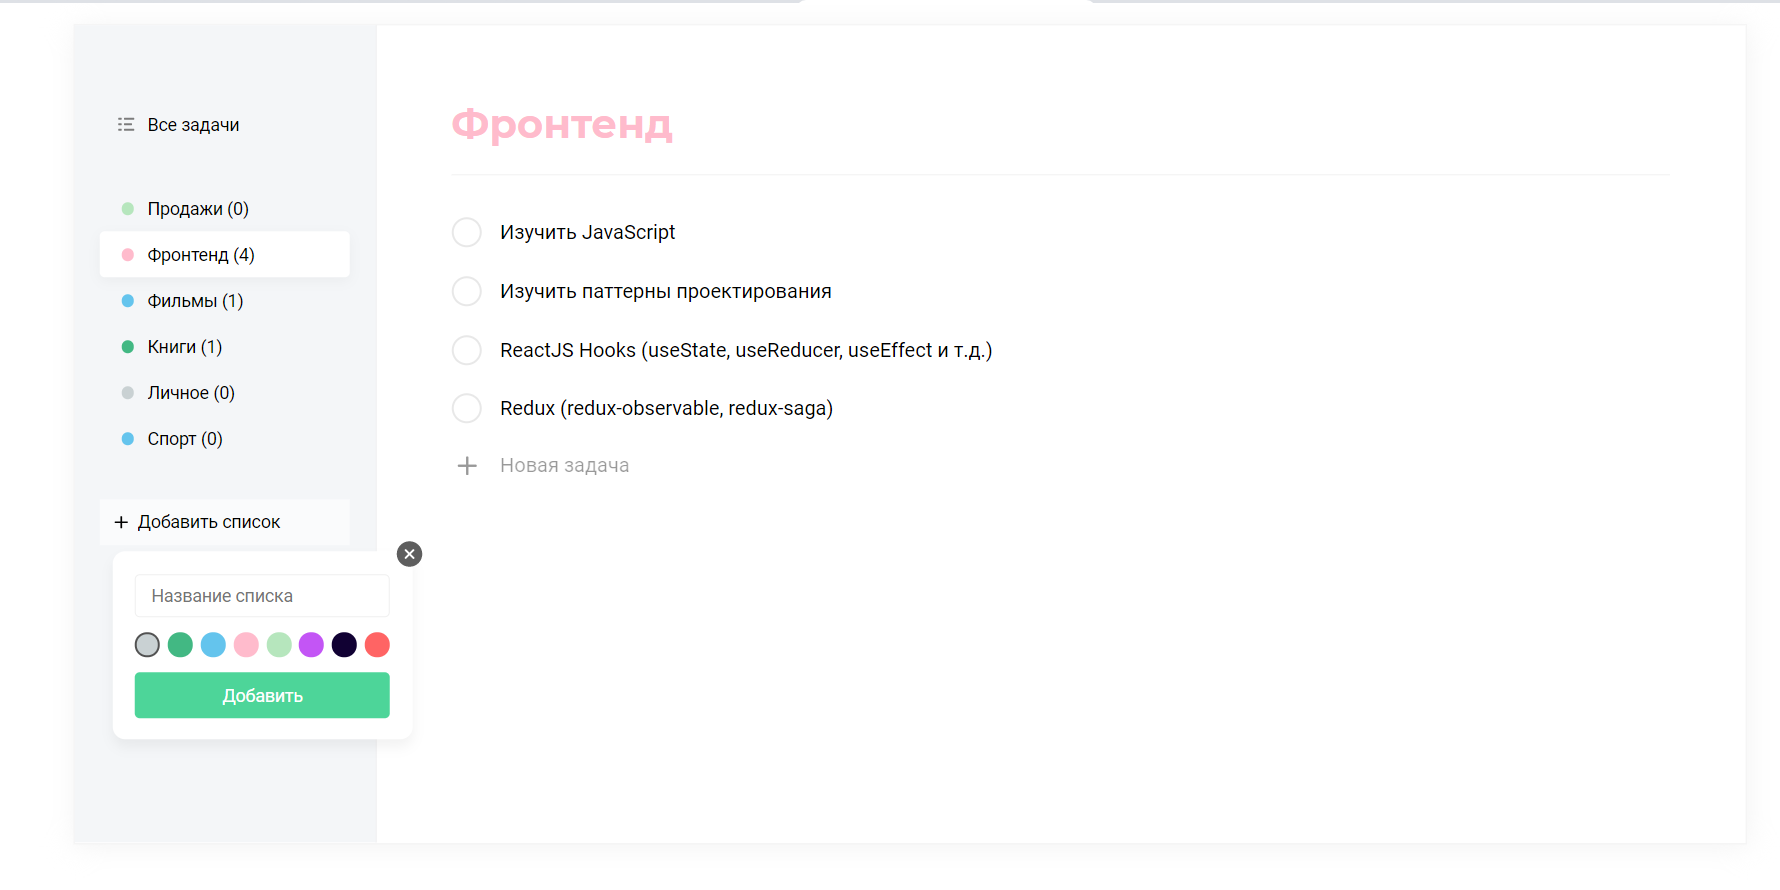 Все задачи
Продажи (0)
Фронтенд (4)
Фильмы (1)
Книги (1)
Личное (0)
Спорт (0)
Добавить список
Название списка
Добавить
Фронтенд
Изучить JavaScript
Изучить паттерны проектирования
ReactJS Hooks (useState, useReducer, useEffect и т.д.)
Redux (redux-observable, redux-saga)
Новая задача